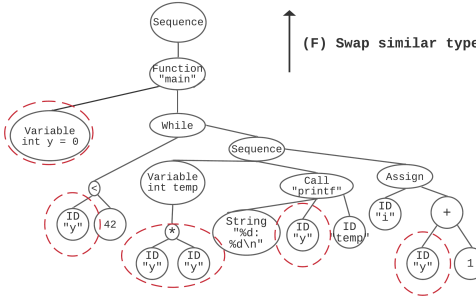 Sequence
(F) Swap similar type
Function
"main"
Variable
int y = 0
While
Sequence
<
Variable
int temp
Call
"printf"
Assign
ID
"y"
42
*
String
"%d:
%d\n"
ID
"y"
ID
"temp"
ID
"i"
+
ID
"y"
ID
"y"
ID
"y"
1